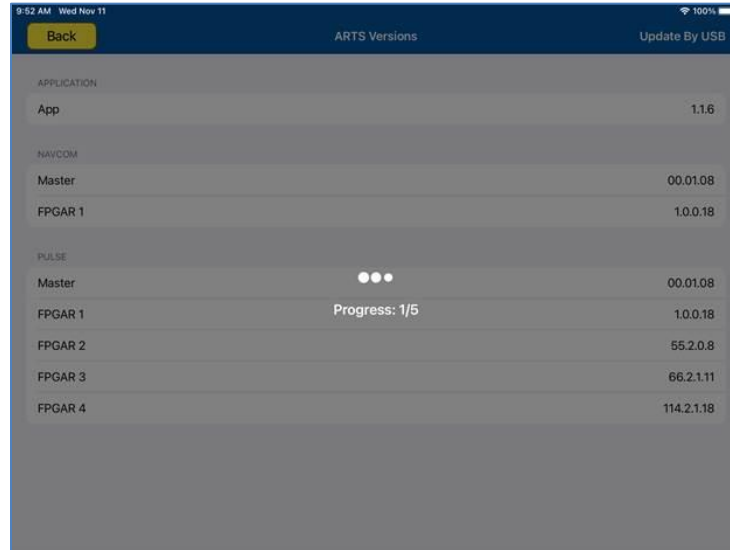 9:52 AM Wed Nov 11
100%
Back
ARTS Versions
Update By USB
APPLICATION
App 1.1.6
NAVCOM
Master 00.01.08
FPGAR 1 1.0.0.18
PULSE
Master 00.01.08
Progress: 1/5
FPGAR 1 1.0.0.18
FPGAR 2 55.2.0.8
FPGAR 3 66.2.1.11
FPGAR 4 114.2.1.18